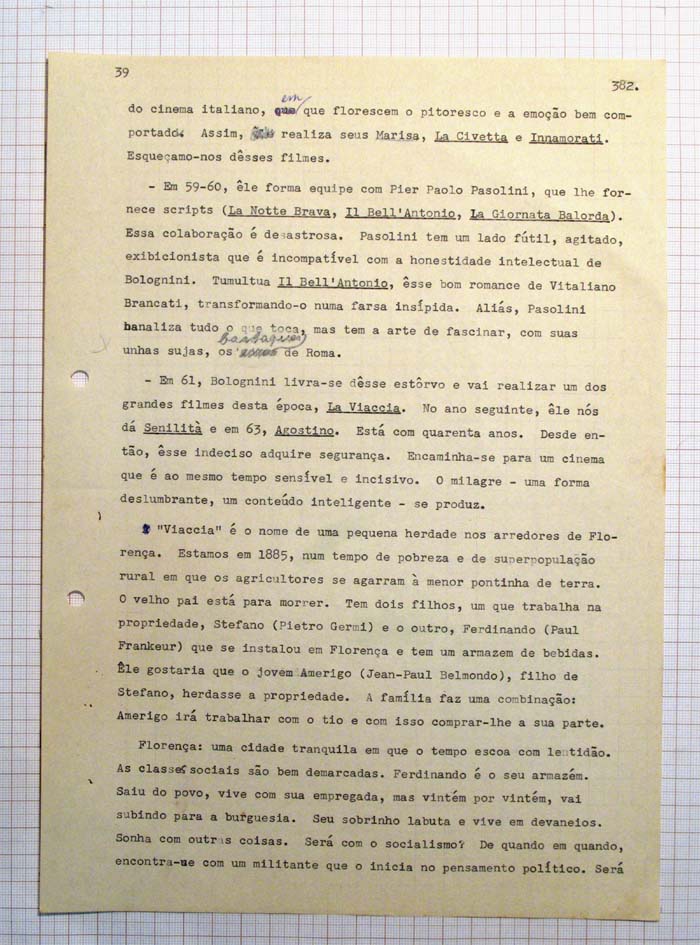 39
382.
do cinema italiano, em que florescem o pitoresco e a emoção bem com-
portado. Assim, realiza seus Marisa, La Civetta e Innamorati.
Esqueçamo-nos dêsses filmes.
- Em 59-60, êle forma equipe com Pier Paolo Pasolini, que lhe for-
nece scripts (La Notte Brava, Il Bell'Antonio, La Giornata Balorda).
Essa colaboração é desastrosa. Pasolini tem um lado fútil, agitado,
exibicionista que é incompatível com a honestidade intelectual de
Bolognini. Tumultua Il Bell'Antonio, êsse bom romance de Vitaliano
Brancati, transformando-o numa farsa insípida. Aliás, Pasolini
banaliza tudo o que toca, mas tem a arte de fascinar, com suas
basbaques
unhas sujas, os de Roma.
- Em 61, Bolognini livra-se dêsse estôrvo e vai realizar um dos
grandes filmes desta época, La Viaccia. No ano seguinte, êle nós
dá Senilità e em 63, Agostino. Está com quarenta anos. Desde en-
tão, êsse indeciso adquire segurança. Encaminha-se para um cinema
que é ao mesmo tempo sensível e incisivo. O milagre - uma forma
deslumbrante, um conteúdo inteligente - se produz.
"Viaccia" é o nome de uma pequena herdade nos arredores de Flo-
rença. Estamos em 1885, num tempo de pobreza e de superpopulação
rural em que os agricultores se agarram à menor pontinha de terra.
O velho pai está para morrer. Tem dois filhos, um que trabalha na
propriedade, Stefano (Pietro Germi) e o outro, Ferdinando (Paul
Frankeur) que se instalou em Florença e tem um armazem de bebidas.
Êle gostaria que o jovem Amerigo (Jean-Paul Belmondo), filho de
Stefano, herdasse a propriedade. A família faz uma combinação:
Amerigo irá trabalhar com o tio e com isso comprar-lhe a sua parte.
Florença: uma cidade tranquila em que o tempo escoa com lentidão.
As classes sociais são bem demarcadas. Ferdinando é o seu armazém.
Saiu do povo, vive com sua empregada, mas vintém por vintém, vai
subindo para a burguesia. Seu sobrinho labuta e vive em devaneios.
Sonha com outras coisas. Será com o socialismo? De quando em quando,
encontra-se com um militante que o inicia no pensamento político. Será